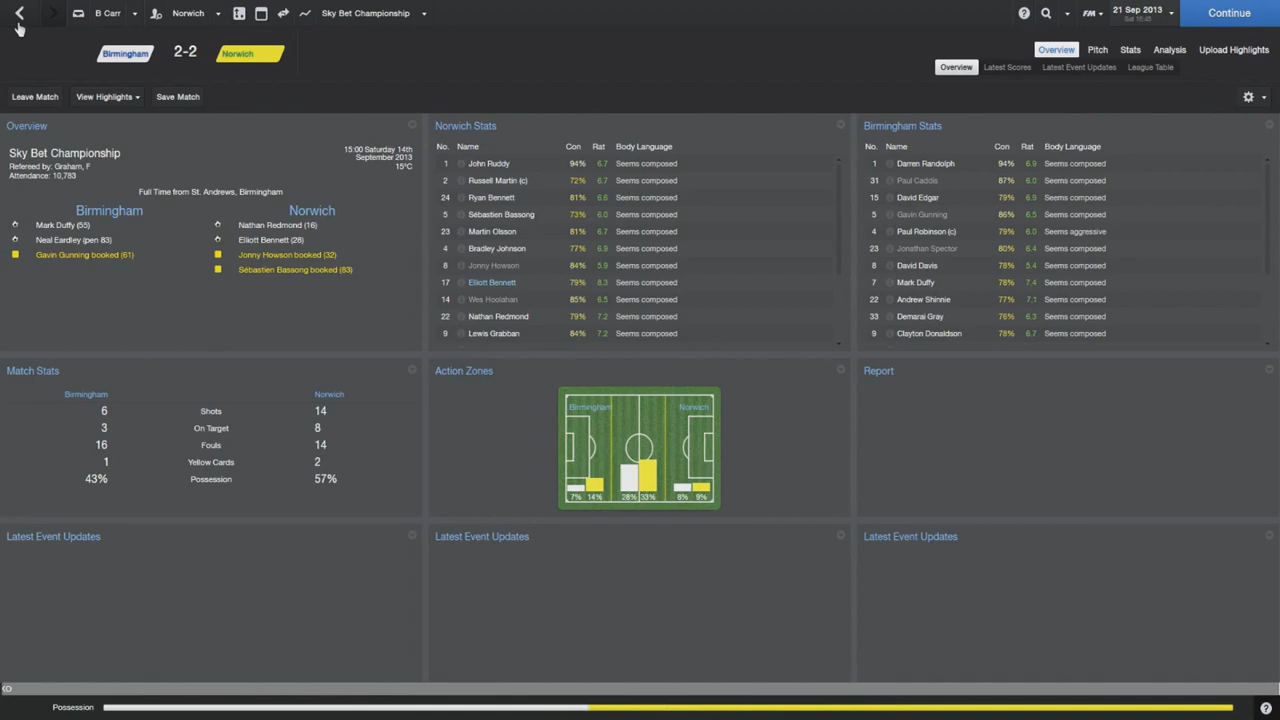 B Carr Norwich Sky Bet Championship FM 21 Sep 2013 Continue
Sat 16:45
Birmingham 2-2 Norwich
Overview Pitch Stats Analysis Upload Highlights
Overview Latest Scores Latest Event Updates League Table
Leave Match View Highlights Save Match
Overview
Sky Bet Championship
Refereed by: Graham, F
Attendance: 10,783
15:00 Saturday 14th
September 2013
15°C
Full Time from St. Andrews, Birmingham
Birmingham Norwich
Mark Duffy (55) Nathan Redmond (16)
Neal Eardley (pen 83) Elliott Bennett (28)
Gavin Gunning booked (61) Jonny Howson booked (32)
Sébastien Bassong booked (83)
Norwich Stats
No. Name Con Rat Body Language
1 John Ruddy 94% 6.7 Seems composed
2 Russell Martin (c) 72% 6.7 Seems composed
24 Ryan Bennett 81% 6.6 Seems composed
5 Sébastien Bassong 73% 6.0 Seems composed
23 Martin Olsson 81% 6.7 Seems composed
4 Bradley Johnson 77% 6.9 Seems composed
8 Jonny Howson 84% 5.9 Seems composed
17 Elliott Bennett 79% 8.3 Seems composed
14 Wes Hoolahan 85% 6.5 Seems composed
22 Nathan Redmond 79% 7.2 Seems composed
9 Lewis Grabban 84% 7.2 Seems composed
Birmingham Stats
No. Name Con Rat Body Language
1 Darren Randolph 94% 6.9 Seems composed
31 Paul Caddis 87% 6.0 Seems composed
15 David Edgar 79% 6.9 Seems composed
5 Gavin Gunning 86% 6.5 Seems composed
4 Paul Robinson (c) 79% 6.0 Seems aggressive
23 Jonathan Spector 80% 6.4 Seems composed
8 David Davis 78% 5.4 Seems composed
7 Mark Duffy 78% 7.4 Seems composed
22 Andrew Shinnie 77% 7.1 Seems composed
33 Demarai Gray 76% 6.3 Seems composed
9 Clayton Donaldson 78% 6.7 Seems composed
Match Stats
Birmingham Norwich
6 Shots 14
3 On Target 8
16 Fouls 14
1 Yellow Cards 2
43% Possession 57%
Action Zones
Birmingham Norwich
7% 14% 28% 33% 8% 9%
Report
Latest Event Updates
Latest Event Updates
Latest Event Updates
Possession